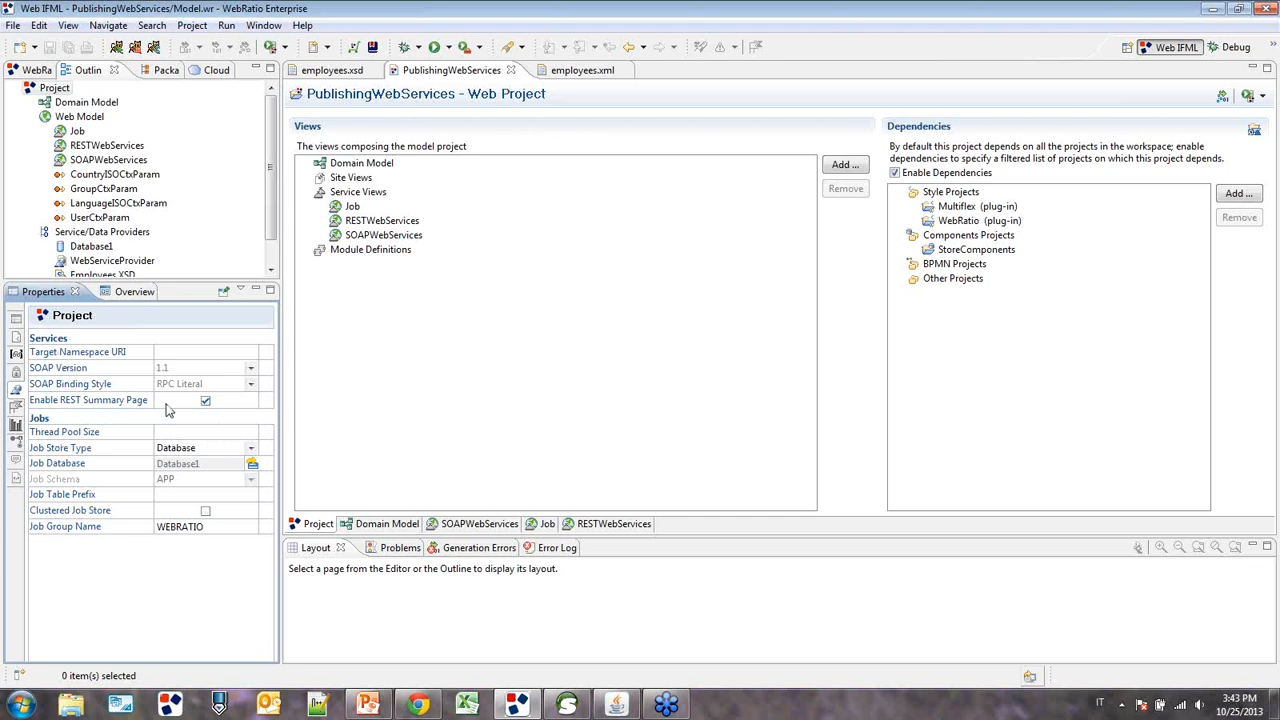 Web IFML - PublishingWebServices/Model.wr - WebRatio Enterprise
File Edit View Navigate Search Project Run Window Help
Web IFML Debug
WebRa Outlin Packa Cloud
Project
Domain Model
Web Model
Job
RESTWebServices
SOAPWebServices
CountryISOCtxParam
GroupCtxParam
LanguageISOCtxParam
UserCtxParam
Service/Data Providers
Database1
WebServiceProvider
Employees XSD
Properties Overview
Project
Services
Target Namespace URI
SOAP Version 1.1
SOAP Binding Style RPC Literal
Enable REST Summary Page
Jobs
Thread Pool Size
Job Store Type Database
Job Database Database1
Job Schema APP
Job Table Prefix
Clustered Job Store
Job Group Name WEBRATIO
employees.xsd PublishingWebServices employees.xml
PublishingWebServices - Web Project
Views
The views composing the model project
Domain Model
Site Views
Service Views
Job
RESTWebServices
SOAPWebServices
Module Definitions
Add ...
Remove
Dependencies
By default this project depends on all the projects in the workspace; enable
dependencies to specify a filtered list of projects on which this project depends.
Enable Dependencies
Style Projects
Multiflex (plug-in)
WebRatio (plug-in)
Components Projects
StoreComponents
BPMN Projects
Other Projects
Add ...
Remove
Project Domain Model SOAPWebServices Job RESTWebServices
Layout Problems Generation Errors Error Log
Select a page from the Editor or the Outline to display its layout.
0 item(s) selected
IT
3:43 PM
10/25/2013